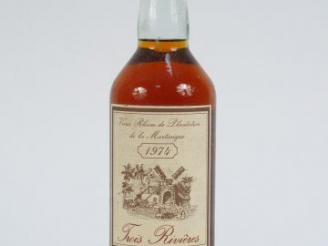 Vieux Rhum de Plantation
de la Martinique
1974
Trois Rivières